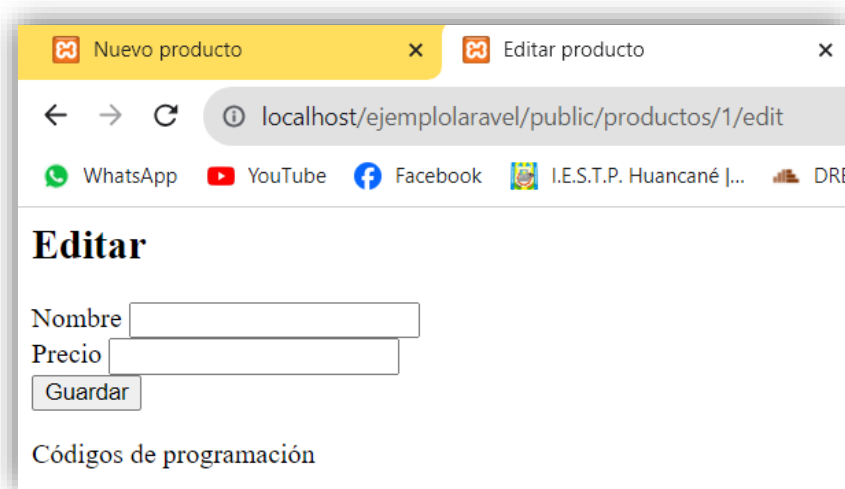 Nuevo producto
Editar producto
localhost/ejemplolaravel/public/productos/1/edit
WhatsApp YouTube Facebook I.E.S.T.P. Huancané |... DRE
Editar
Nombre
Precio
Guardar
Códigos de programación